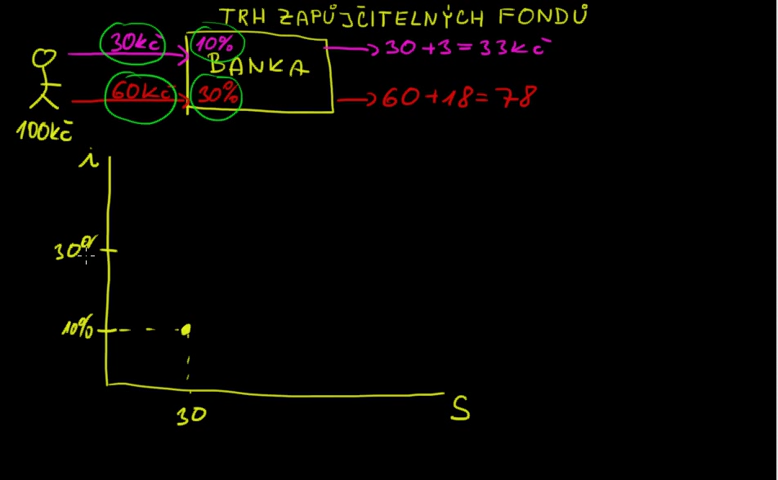 TRH ZAPŮJČITELNÝCH FONDŮ
30kč 10% 30+3=33kč
BANKA
60kč 30% 60+18=78
100kč
i
30%
10%
30
S